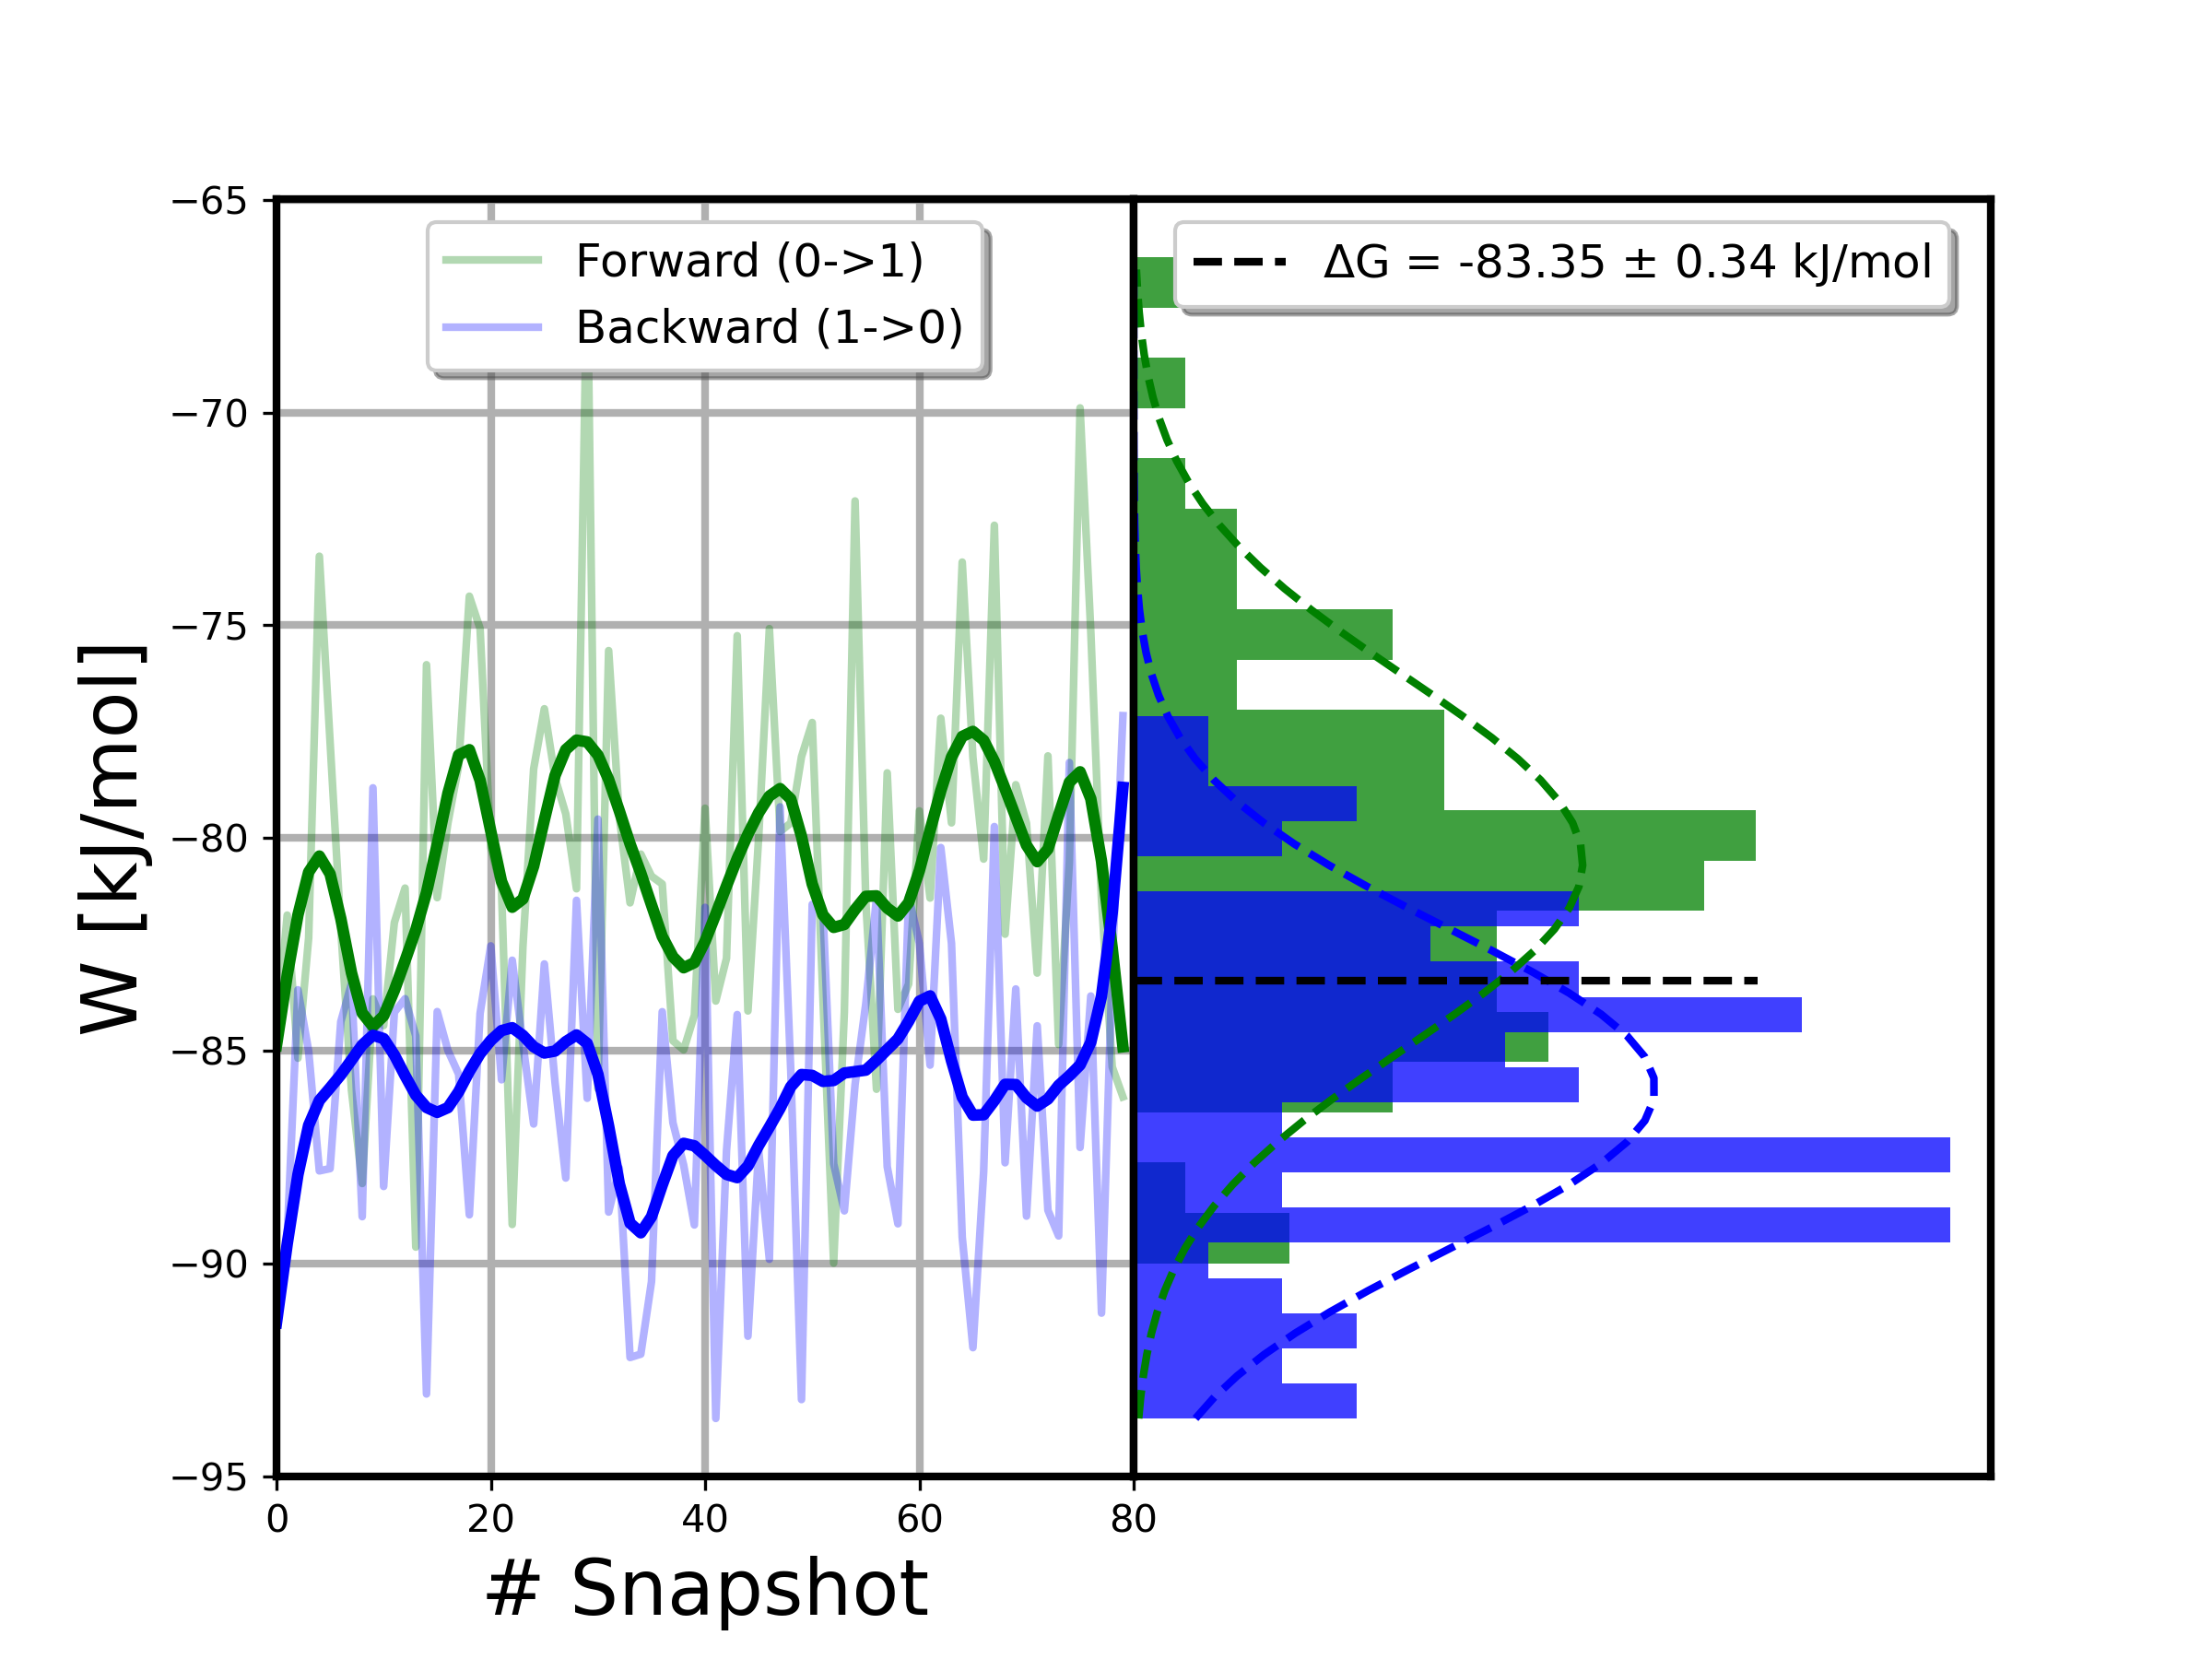 Forward (0->1)
Backward (1->0)
ΔG = -83.35 ± 0.34 kJ/mol
W [kJ/mol]
−65
−70
−75
−80
−85
−90
−95
0 20 40 60 80
# Snapshot